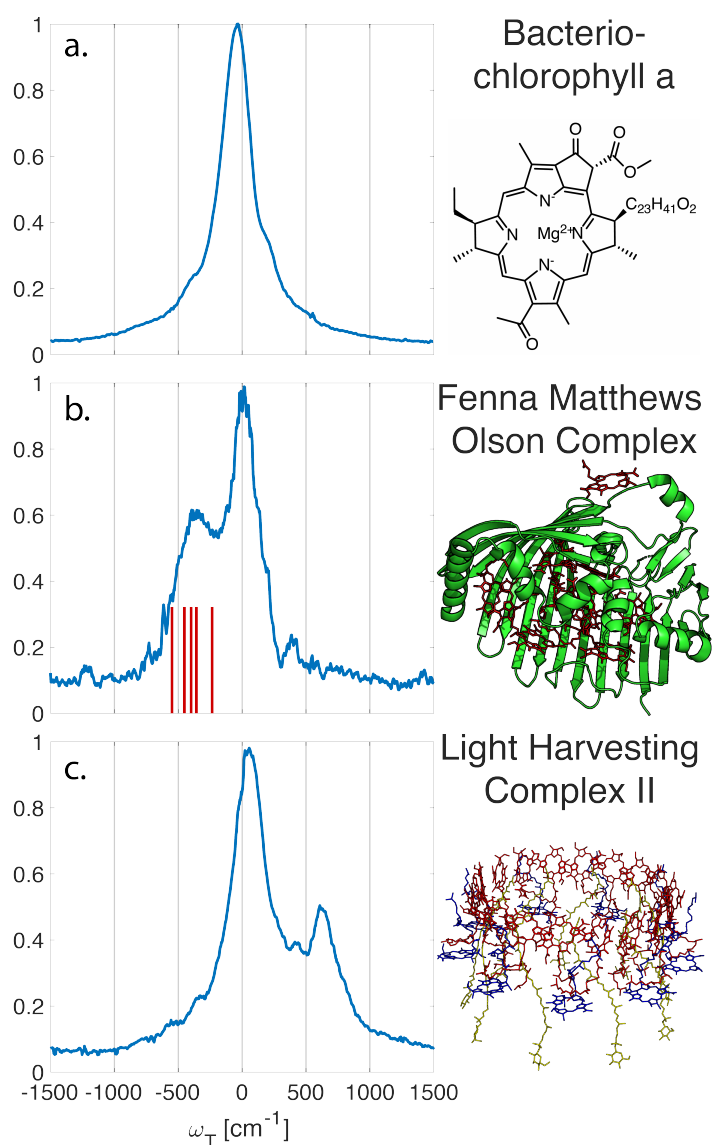 a.
1
0.8
0.6
0.4
0.2
0
Bacterio-
chlorophyll a
O
O
O
N-
C23H41O2
N
Mg2+
N
N-
O
b.
1
0.8
0.6
0.4
0.2
0
Fenna Matthews
Olson Complex
c.
1
0.8
0.6
0.4
0.2
0
-1500 -1000 -500 0 500 1000 1500
ωT [cm-1]
Light Harvesting
Complex II